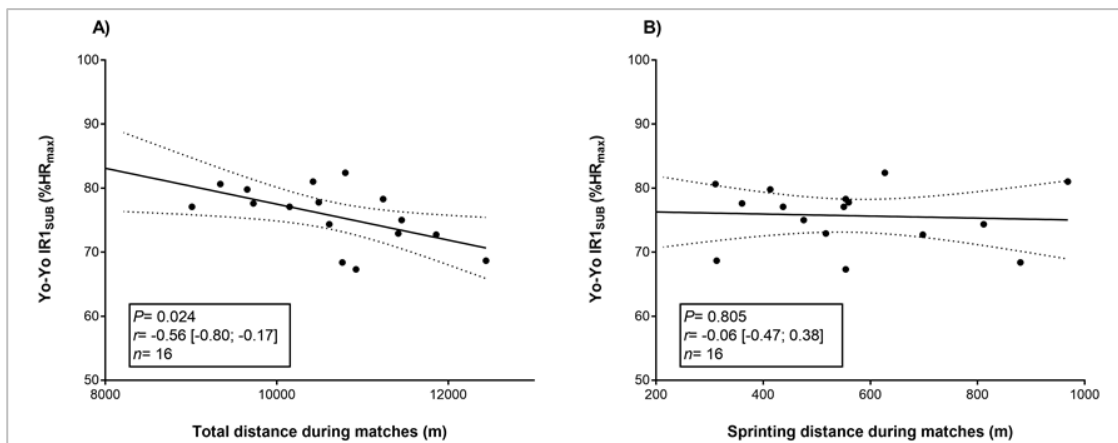 A)
100
90
80
70
60
50
Yo-Yo IR1SUB (%HRmax)
P= 0.024
r= -0.56 [-0.80; -0.17]
n= 16
8000
10000
12000
Total distance during matches (m)
B)
100
90
80
70
60
50
Yo-Yo IR1SUB (%HRmax)
P= 0.805
r= -0.06 [-0.47; 0.38]
n= 16
200
400
600
800
1000
Sprinting distance during matches (m)